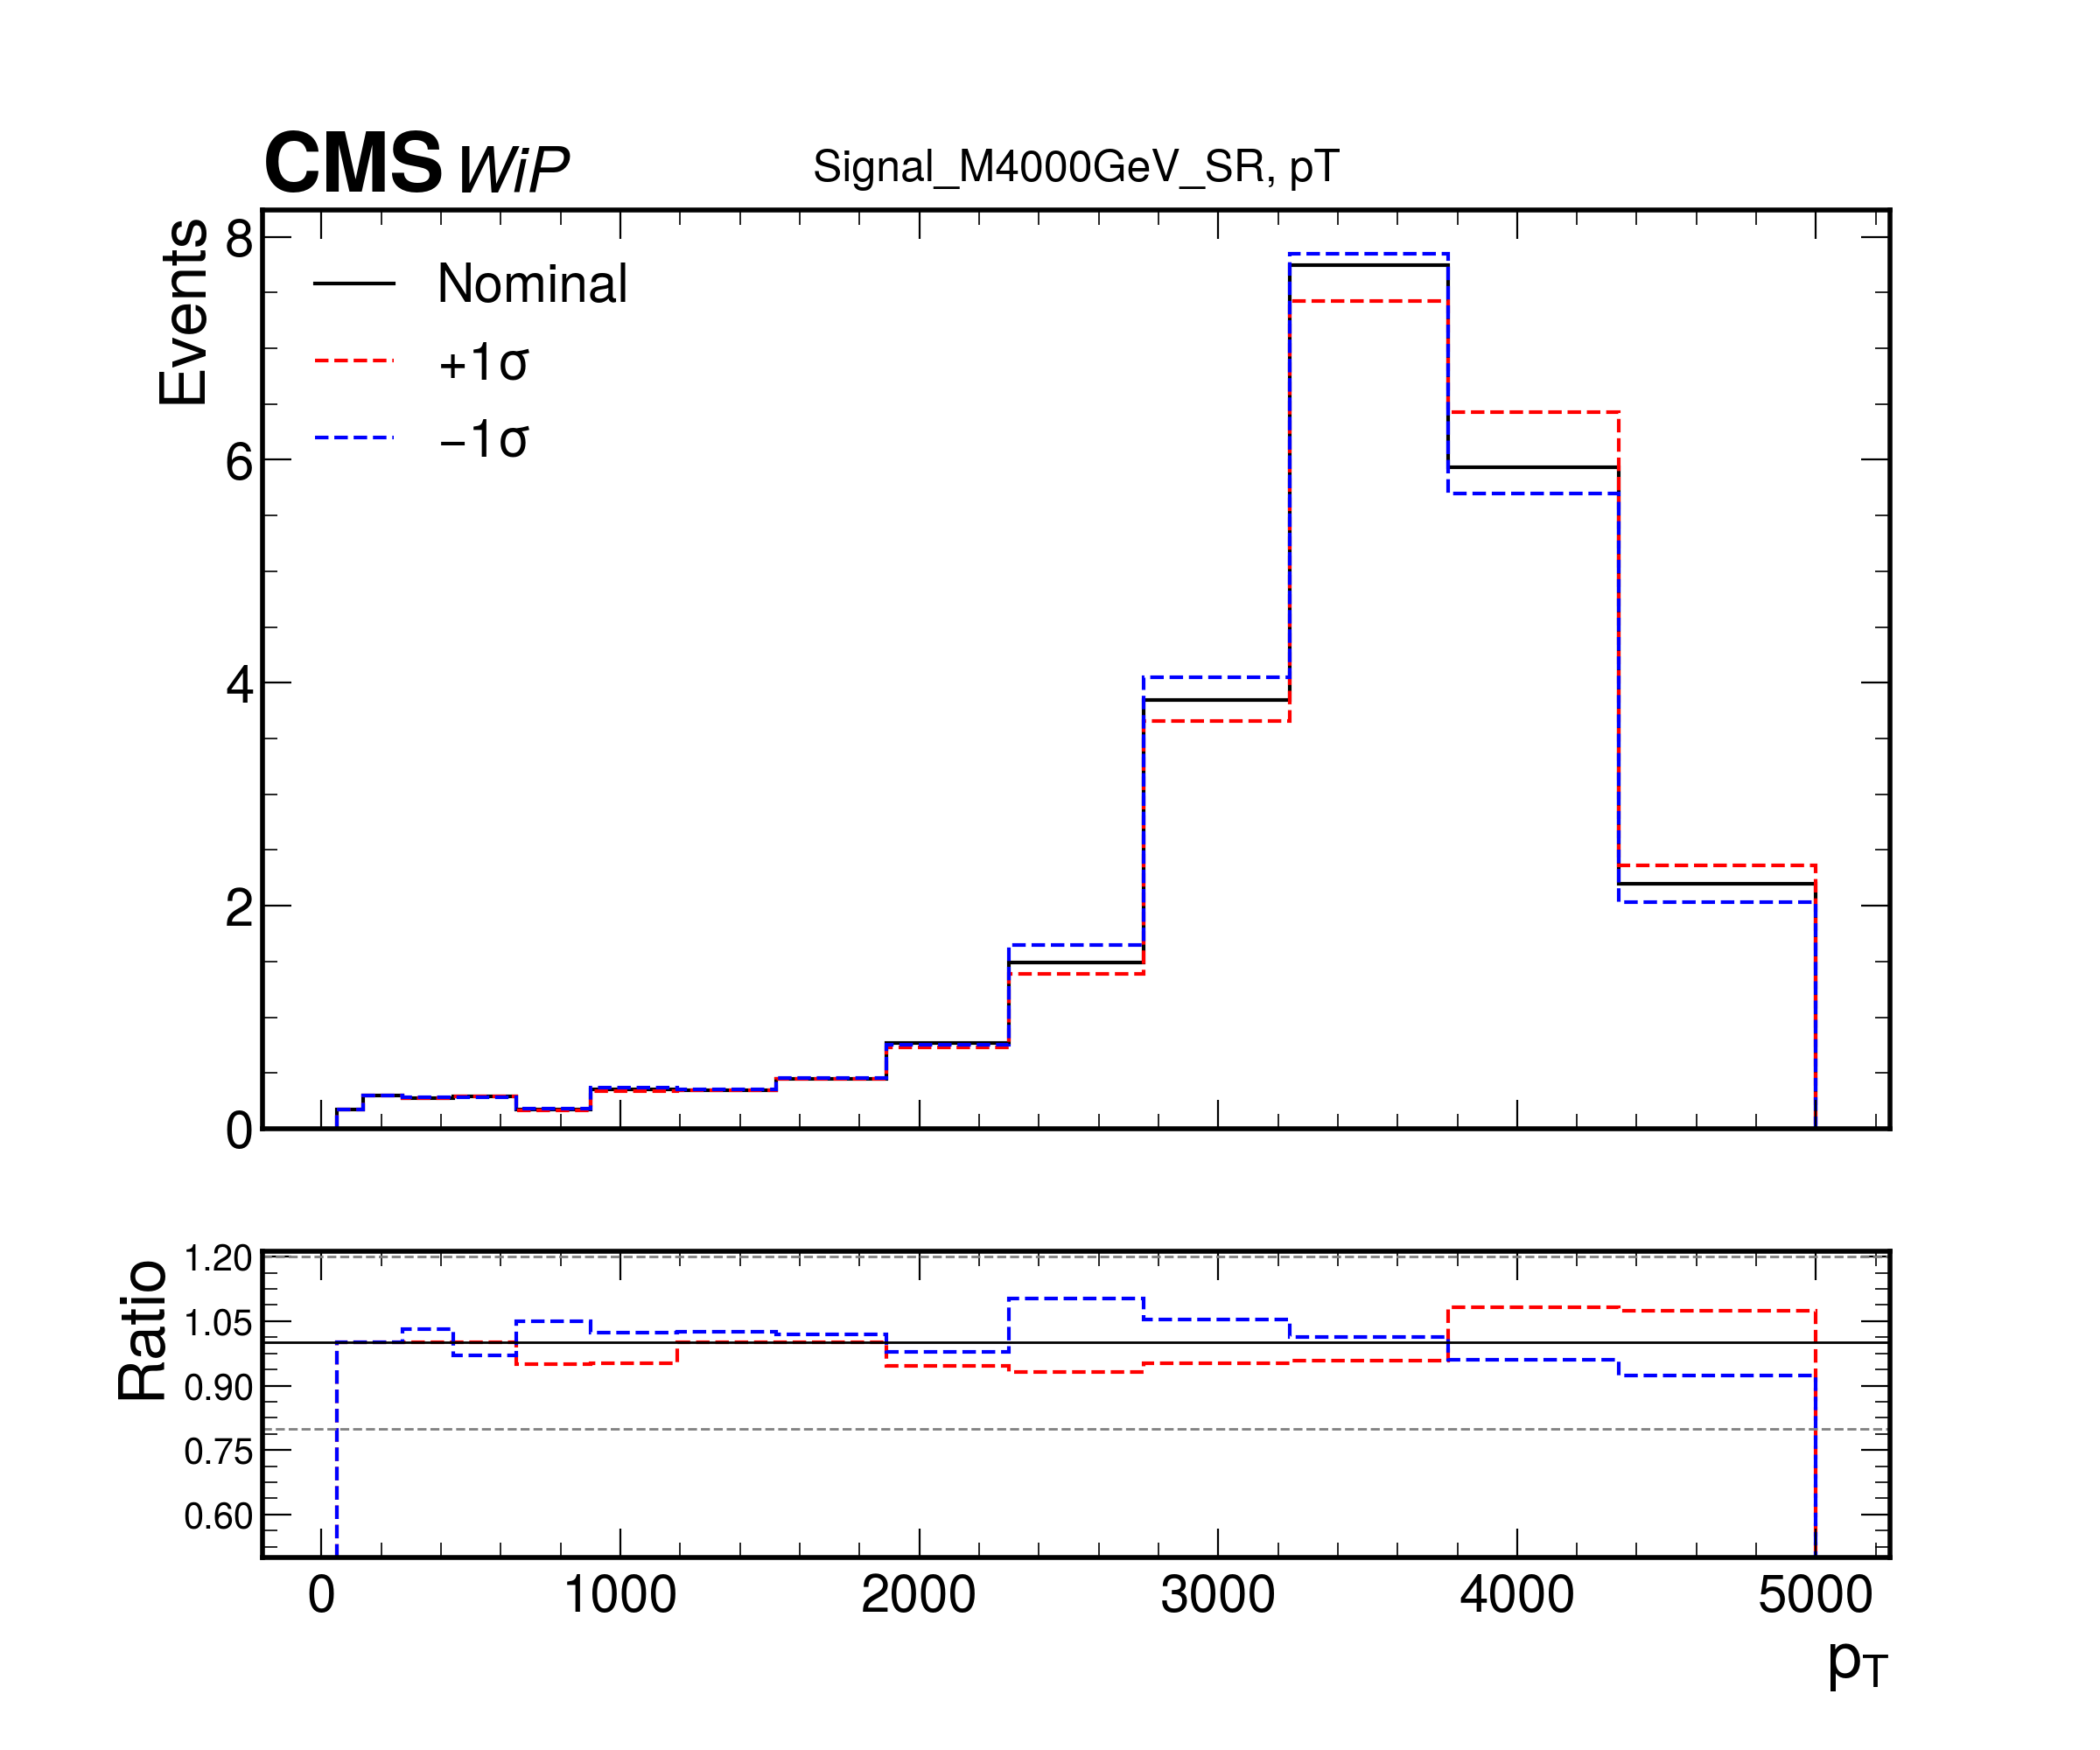 CMS WiP
Signal_M4000GeV_SR, pT
Events
8
6
4
2
0
Nominal
+1σ
−1σ
Ratio
1.20
1.05
0.90
0.75
0.60
0 1000 2000 3000 4000 5000
pT